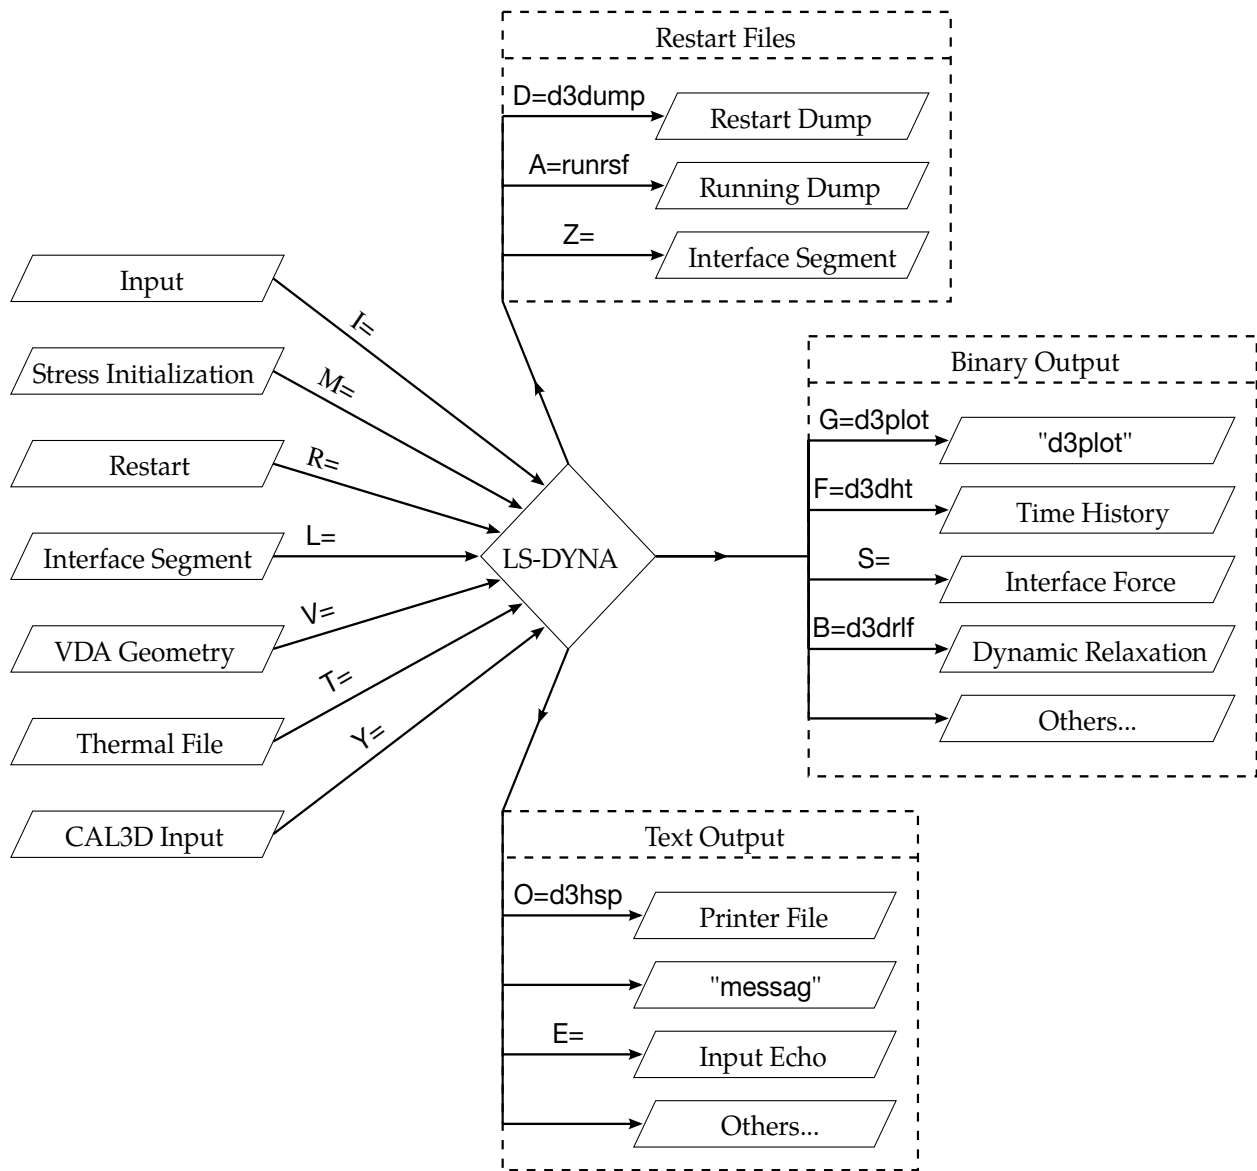 Restart Files
D=d3dump
Restart Dump
A=runrsf
Running Dump
Z=
Interface Segment
Input
I=
Stress Initialization
M=
Restart
R=
Interface Segment
L=
VDA Geometry
V=
Thermal File
T=
CAL3D Input
Y=
LS-DYNA
Binary Output
G=d3plot
"d3plot"
F=d3dht
Time History
S=
Interface Force
B=d3drlf
Dynamic Relaxation
Others...
Text Output
O=d3hsp
Printer File
"messag"
E=
Input Echo
Others...